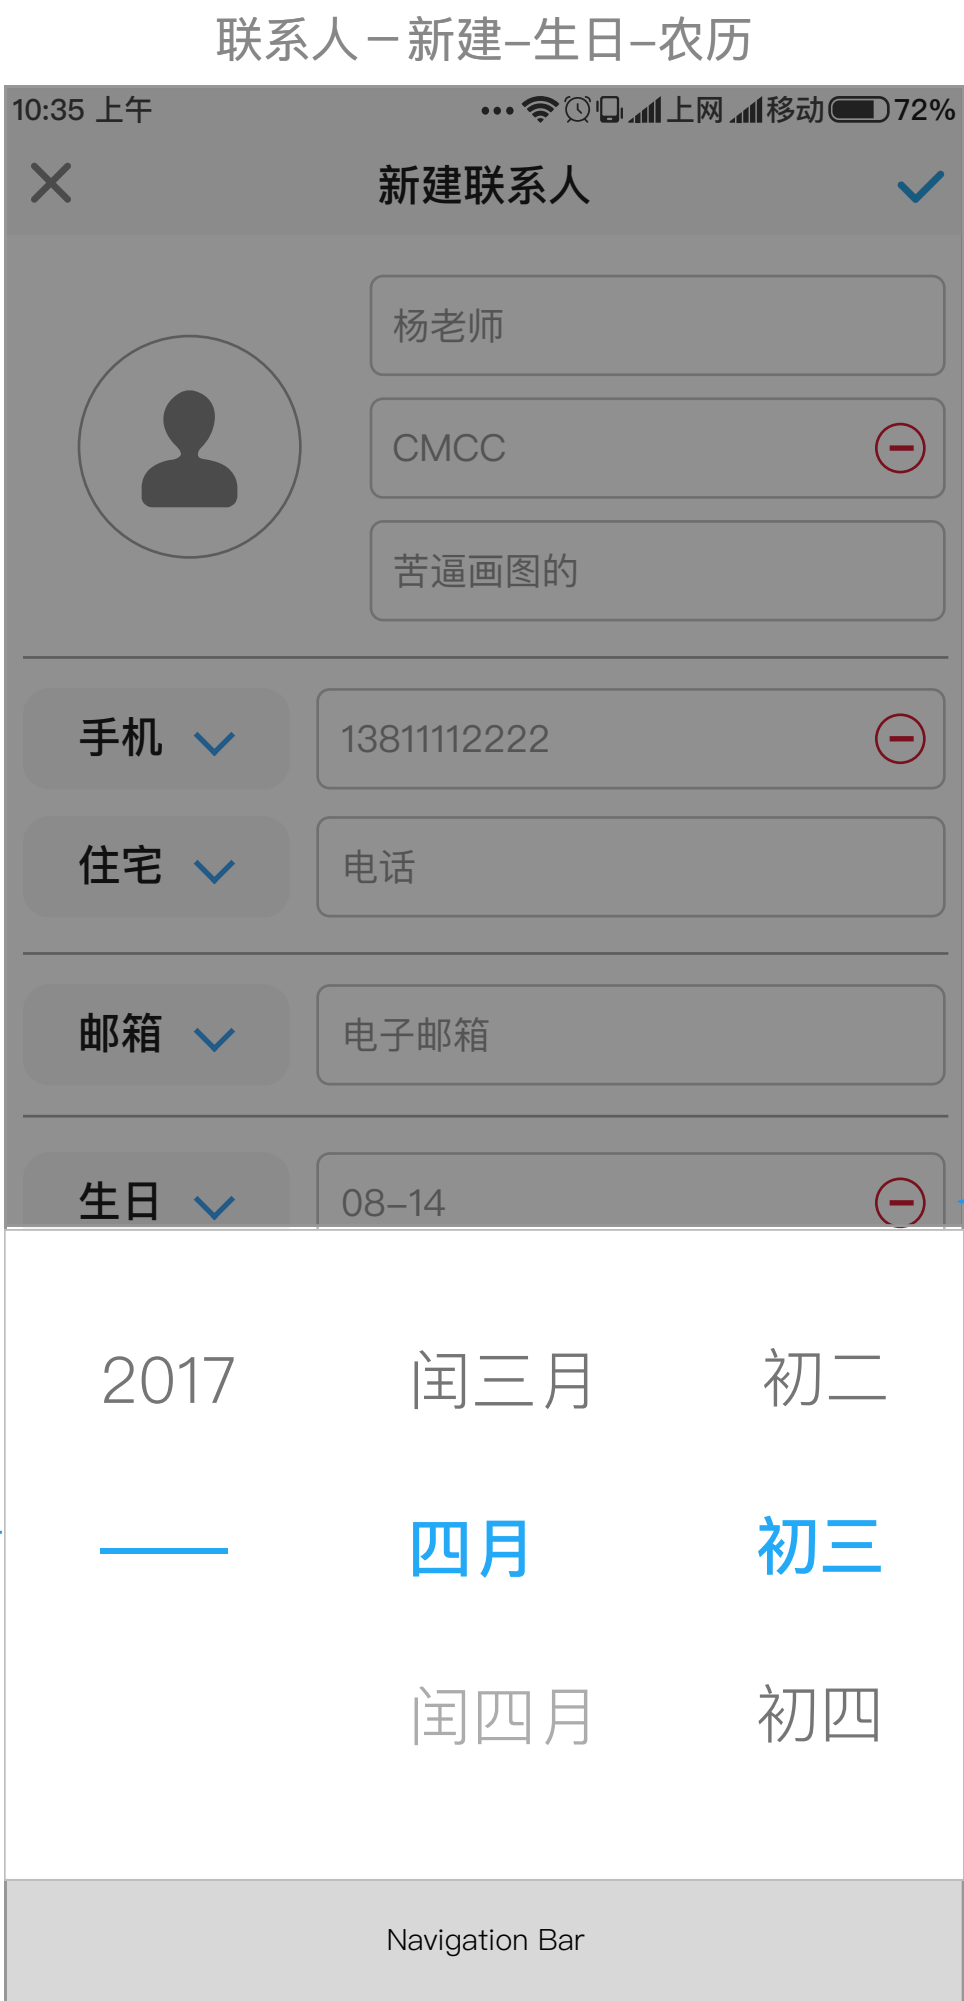 联系人－新建–生日–农历
10:35 上午 上网 移动 72%
新建联系人
杨老师
CMCC
苦逼画图的
手机 13811112222
住宅 电话
邮箱 电子邮箱
生日 08–14
2017 闰三月 初二
四月 初三
闰四月 初四
Navigation Bar